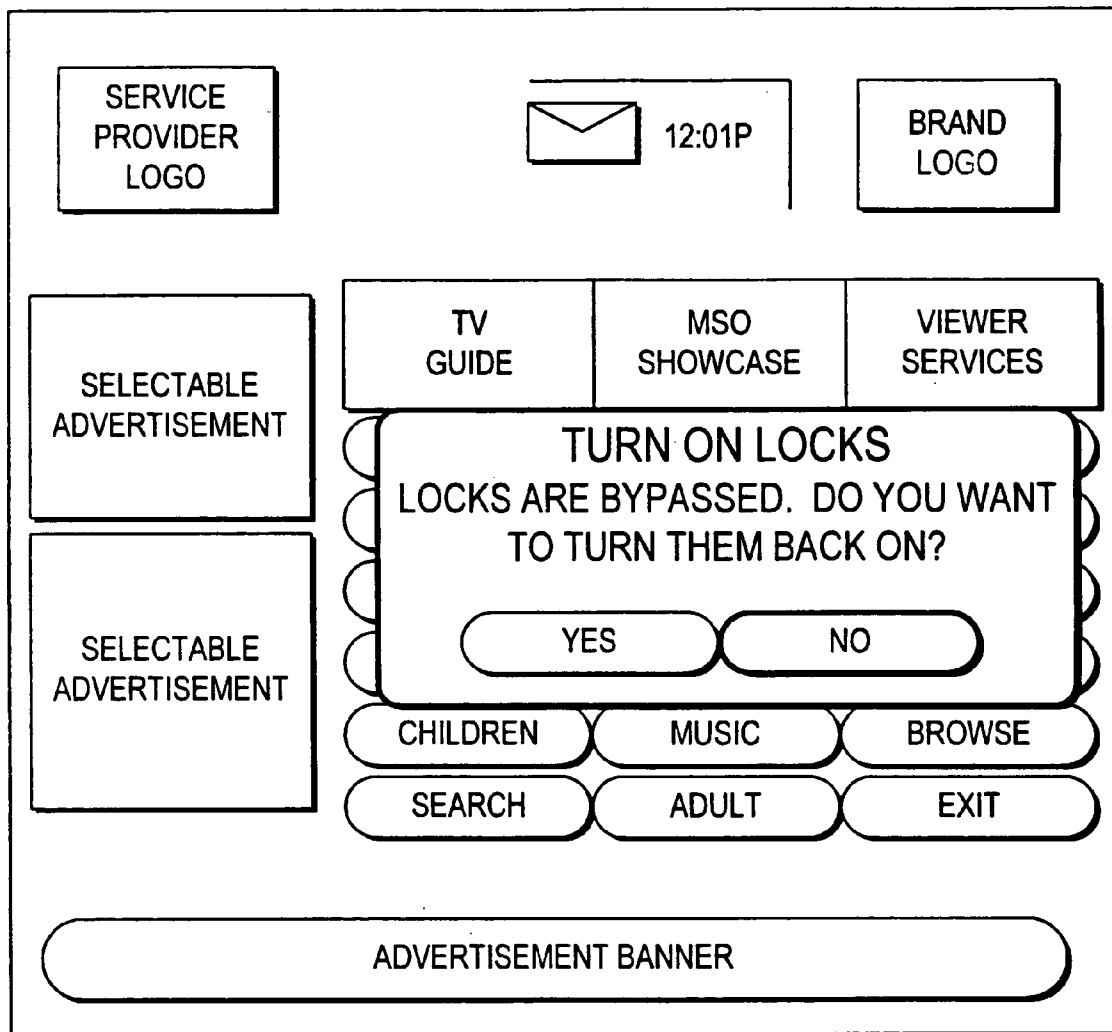 SERVICE
PROVIDER
LOGO
12:01P
BRAND
LOGO
SELECTABLE
ADVERTISEMENT
SELECTABLE
ADVERTISEMENT
TV
GUIDE
MSO
SHOWCASE
VIEWER
SERVICES
TURN ON LOCKS
LOCKS ARE BYPASSED. DO YOU WANT
TO TURN THEM BACK ON?
YES
NO
CHILDREN
MUSIC
BROWSE
SEARCH
ADULT
EXIT
ADVERTISEMENT BANNER